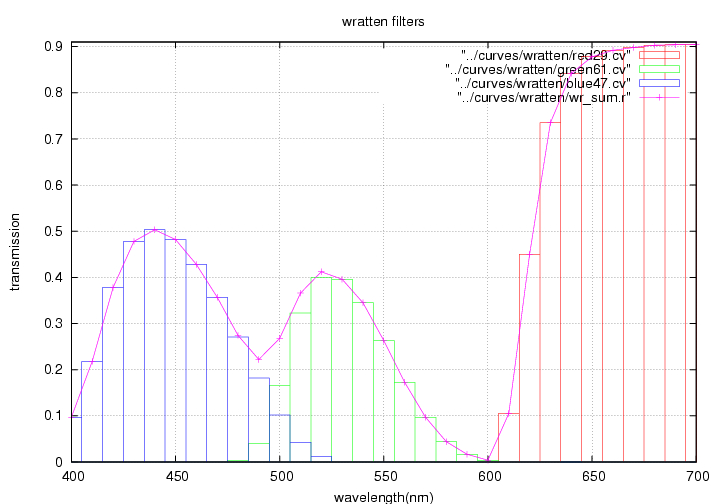 wratten filters
0.9
0.8
0.7
0.6
0.5
0.4
0.3
0.2
0.1
0
transmission
"../curves/wratten/red29.cv"
"../curves/wratten/green61.cv"
"../curves/wratten/blue47.cv"
"../curves/wratten/wr_sum.r"
400 450 500 550 600 650 700
wavelength(nm)